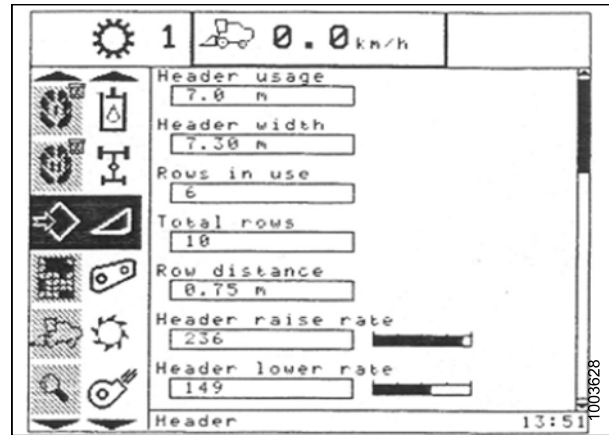 1
0.0 km/h
Header usage
7.0 m
Header width
7.30 m
Rows in use
6
Total rows
10
Row distance
0.75 m
Header raise rate
236
Header lower rate
149
Header
13:51
1003628